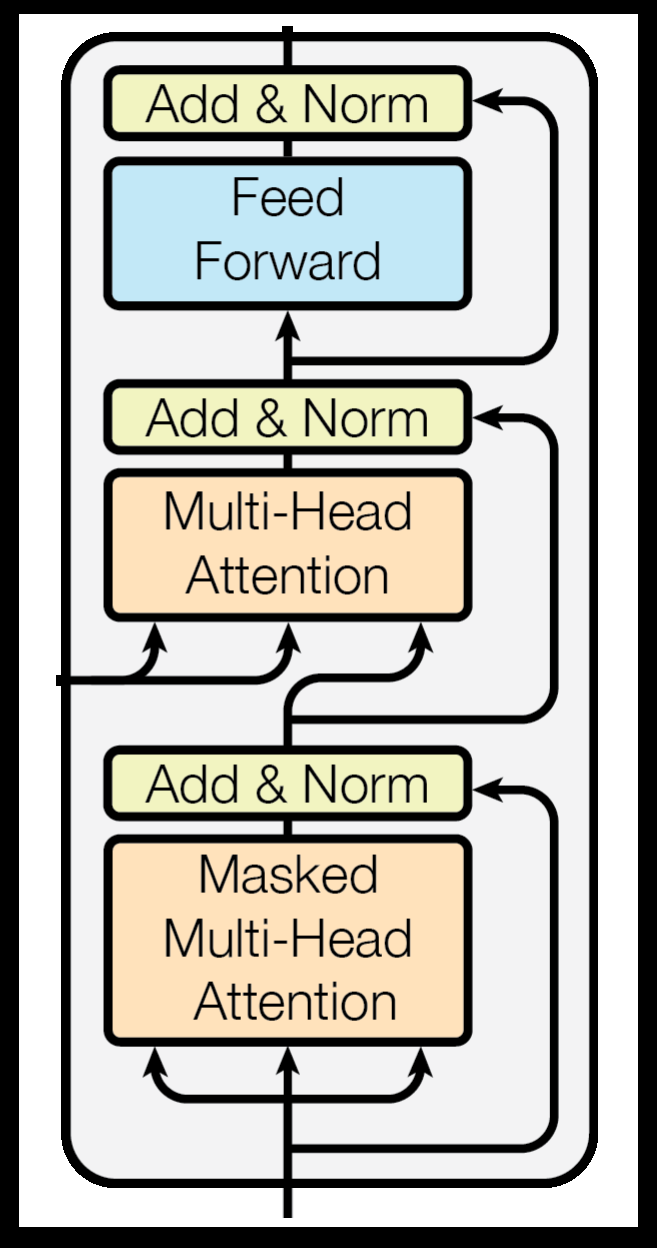 Add & Norm
Feed
Forward
Add & Norm
Multi-Head
Attention
Add & Norm
Masked
Multi-Head
Attention